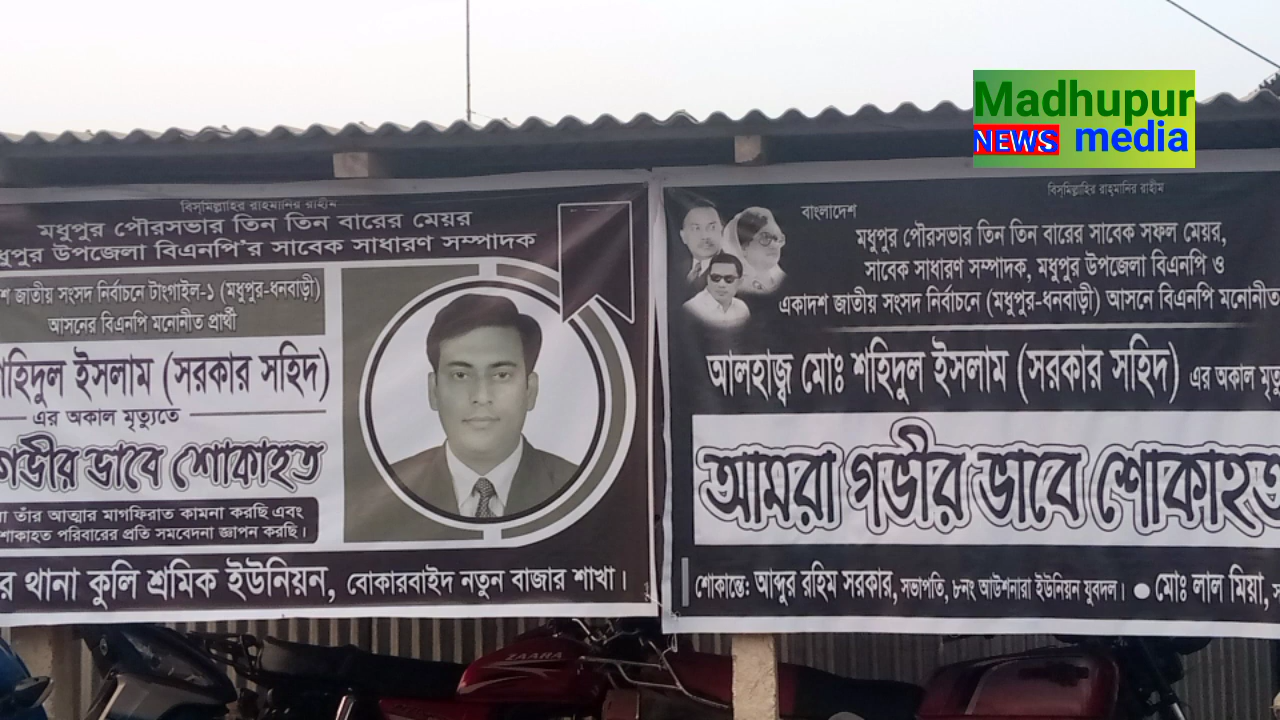 Madhupur
NEWS media
বিস্‌মিল্লাহির রাহমানির রাহীম
মধুপুর পৌরসভার তিন তিন বারের মেয়র
ধুপুর উপজেলা বিএনপি'র সাবেক সাধারণ সম্পাদক
শ জাতীয় সংসদ নির্বাচনে টাংগাইল-১ (মধুপুর-ধনবাড়ী)
আসনের বিএনপি মনোনীত প্রার্থী
শহিদুল ইসলাম (সরকার সহিদ)
এর অকাল মৃত্যুতে
গভীর ভাবে শোকাহত
তাঁর আত্মার মাগফিরাত কামনা করছি এবং
শোকাহত পরিবারের প্রতি সমবেদনা জ্ঞাপন করছি।
র থানা কুলি শ্রমিক ইউনিয়ন, বোকারবাইদ নতুন বাজার শাখা।
বিস্‌মিল্লাহির রাহ্‌মানির রাহীম
বাংলাদেশ
মধুপুর পৌরসভার তিন তিন বারের সাবেক সফল মেয়র,
সাবেক সাধারণ সম্পাদক, মধুপুর উপজেলা বিএনপি ও
একাদশ জাতীয় সংসদ নির্বাচনে (মধুপুর-ধনবাড়ী) আসনে বিএনপি মনোনীত
আলহাজ্ব মোঃ শহিদুল ইসলাম (সরকার সহিদ) এর অকাল মৃত্যু
আমরা গভীর ভাবে শোকাহত
শোকান্তে: আব্দুর রহিম সরকার, সভাপতি, ৮নং আউশনারা ইউনিয়ন যুবদল। ● মোঃ লাল মিয়া, স
ZAARA